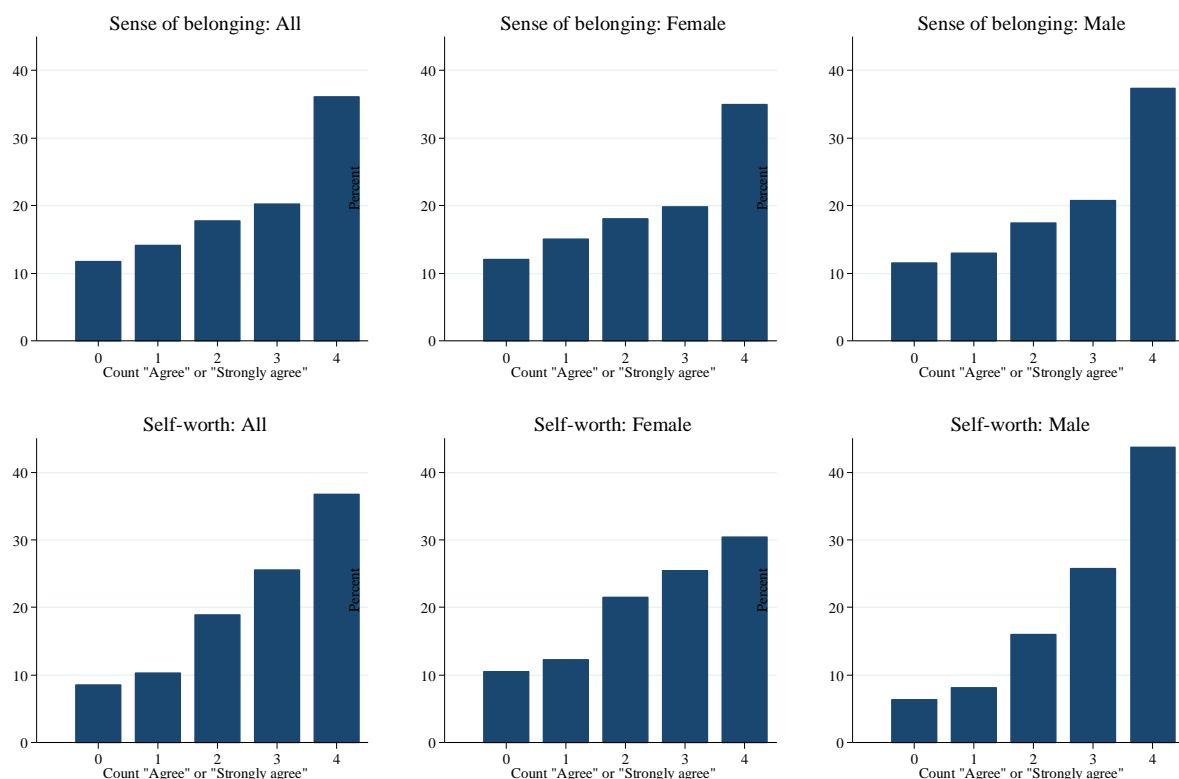 Sense of belonging: All
40
30
20
10
0
Percent
0 1 2 3 4
Count "Agree" or "Strongly agree"
Sense of belonging: Female
40
30
20
10
0
Percent
0 1 2 3 4
Count "Agree" or "Strongly agree"
Sense of belonging: Male
40
30
20
10
0
0 1 2 3 4
Count "Agree" or "Strongly agree"
Self-worth: All
40
30
20
10
0
Percent
0 1 2 3 4
Count "Agree" or "Strongly agree"
Self-worth: Female
40
30
20
10
0
Percent
0 1 2 3 4
Count "Agree" or "Strongly agree"
Self-worth: Male
40
30
20
10
0
0 1 2 3 4
Count "Agree" or "Strongly agree"